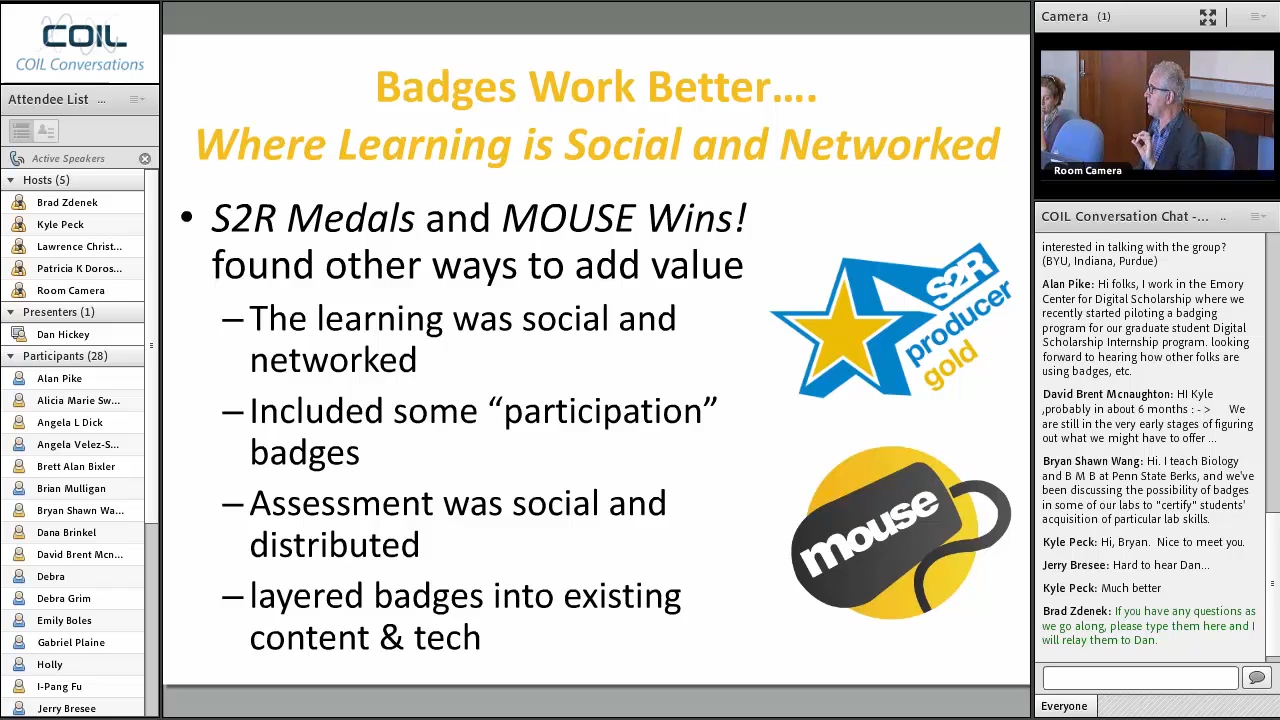 COIL
COIL Conversations
Attendee List ...
Active Speakers
Hosts (5)
Brad Zdenek
Kyle Peck
Lawrence Christ...
Patricia K Doros...
Room Camera
Presenters (1)
Dan Hickey
Participants (28)
Alan Pike
Alicia Marie Sw...
Angela L Dick
Angela Velez-S...
Brett Alan Bixler
Brian Mulligan
Bryan Shawn Wa...
Dana Brinkel
David Brent Mcn...
Debra
Debra Grim
Emily Boles
Gabriel Plaine
Holly
I-Pang Fu
Jerry Bresee
Badges Work Better....
Where Learning is Social and Networked
• S2R Medals and MOUSE Wins!
found other ways to add value
–The learning was social and
networked
–Included some “participation”
badges
–Assessment was social and
distributed
–layered badges into existing
content & tech
S2R
producer
gold
mouse
Camera (1)
Room Camera
COIL Conversation Chat -... ..
interested in talking with the group?
(BYU, Indiana, Purdue)
Alan Pike: Hi folks, I work in the Emory
Center for Digital Scholarship where we
recently started piloting a badging
program for our graduate student Digital
Scholarship Internship program. looking
forward to hearing how other folks are
using badges, etc.
David Brent Mcnaughton: HI Kyle
,probably in about 6 months : - > We
are still in the very early stages of figuring
out what we might have to offer ...
Bryan Shawn Wang: Hi. I teach Biology
and B M B at Penn State Berks, and we've
been discussing the possibility of badges
in some of our labs to "certify" students'
acquisition of particular lab skills.
Kyle Peck: Hi, Bryan. Nice to meet you.
Jerry Bresee: Hard to hear Dan...
Kyle Peck: Much better
Brad Zdenek: If you have any questions as
we go along, please type them here and I
will relay them to Dan.
Everyone